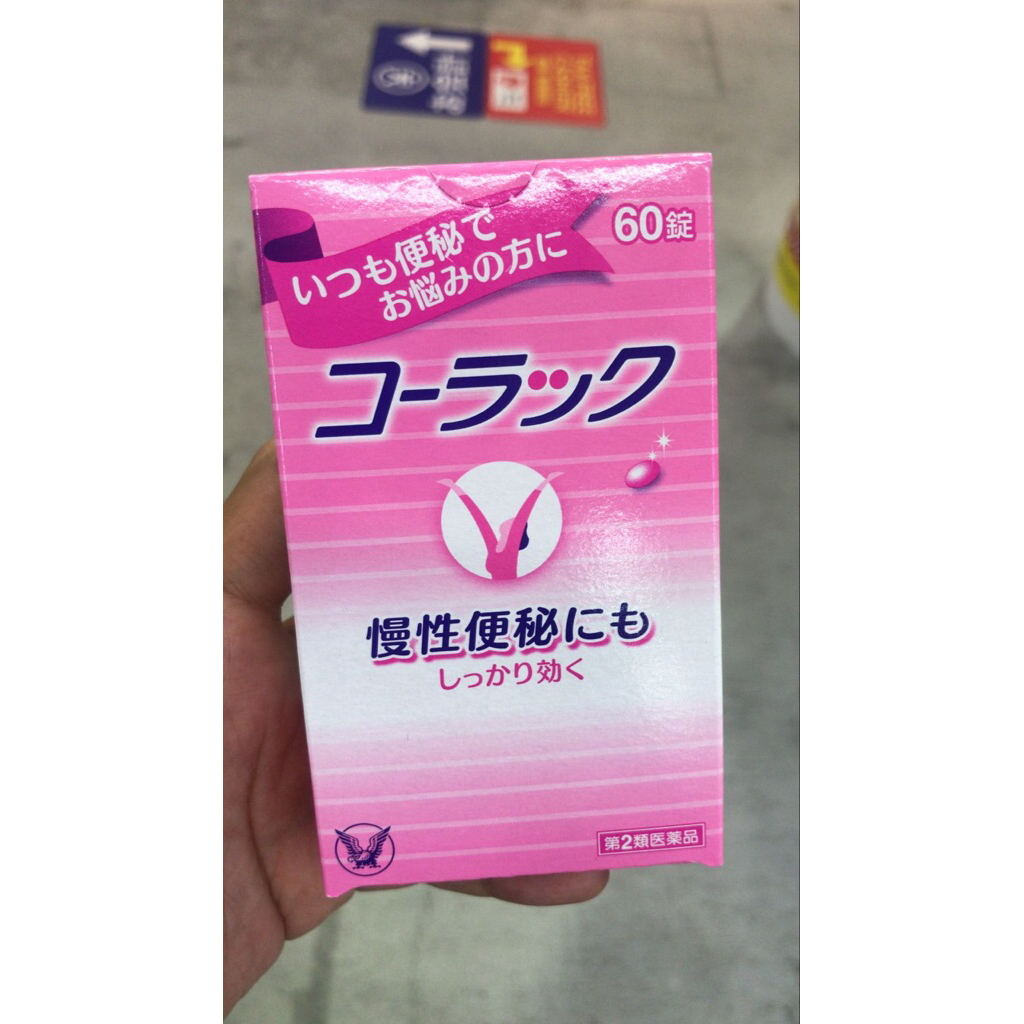 60錠
いつも便秘で
お悩みの方に
コーラック
慢性便秘にも
しっかり効く
第2類医薬品